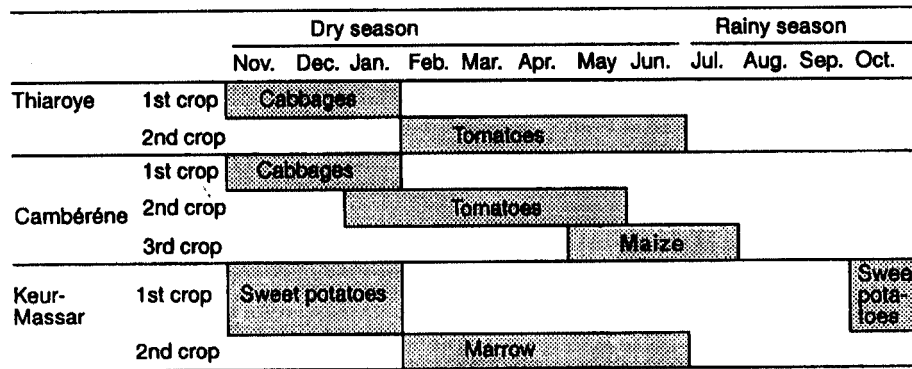 Dry season Rainy season
Nov. Dec. Jan. Feb. Mar. Apr. May Jun. Jul. Aug. Sep. Oct.
Thiaroye 1st crop Cabbages
2nd crop Tomatoes
1st crop Cabbages
Cambéréne 2nd crop Tomatoes
3rd crop Maize
Keur-
Massar
1st crop Sweet potatoes
Sweet
pota-
toes
2nd crop Marrow